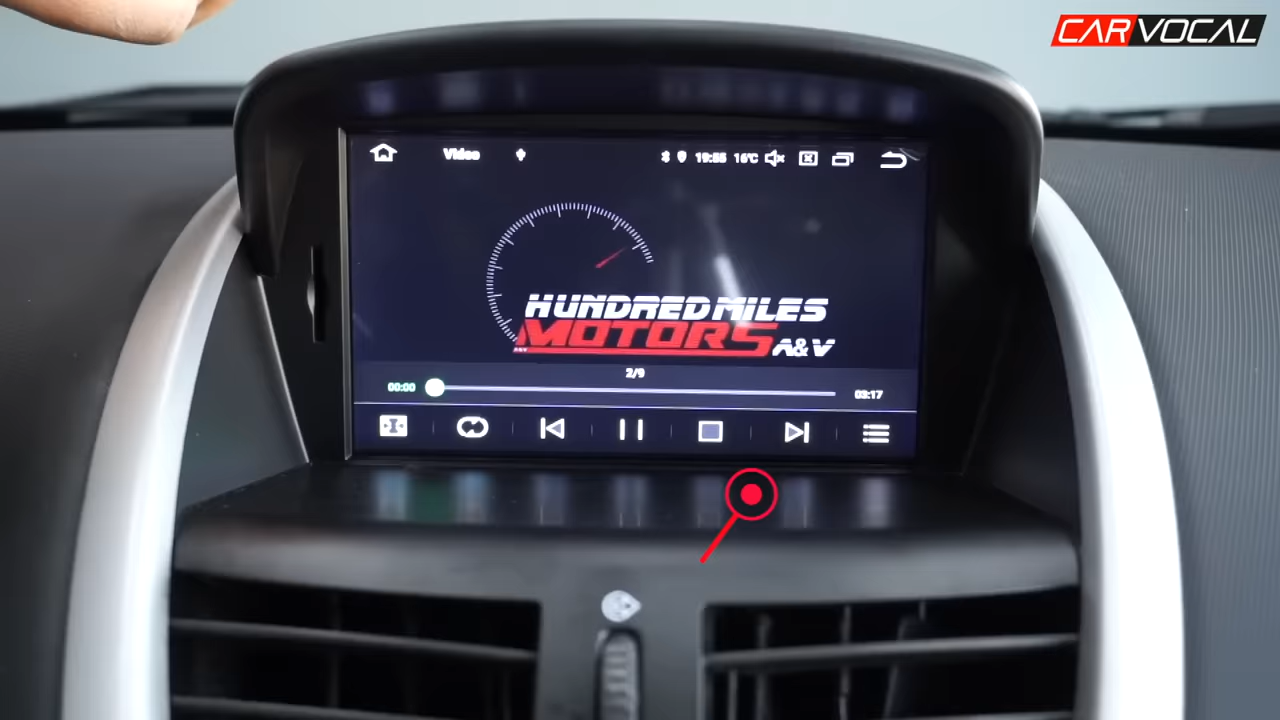 CARVOCAL
Video
19:55 16°C
HUNDRED MILES
MOTORS A&V
2/9
00:00
03:17